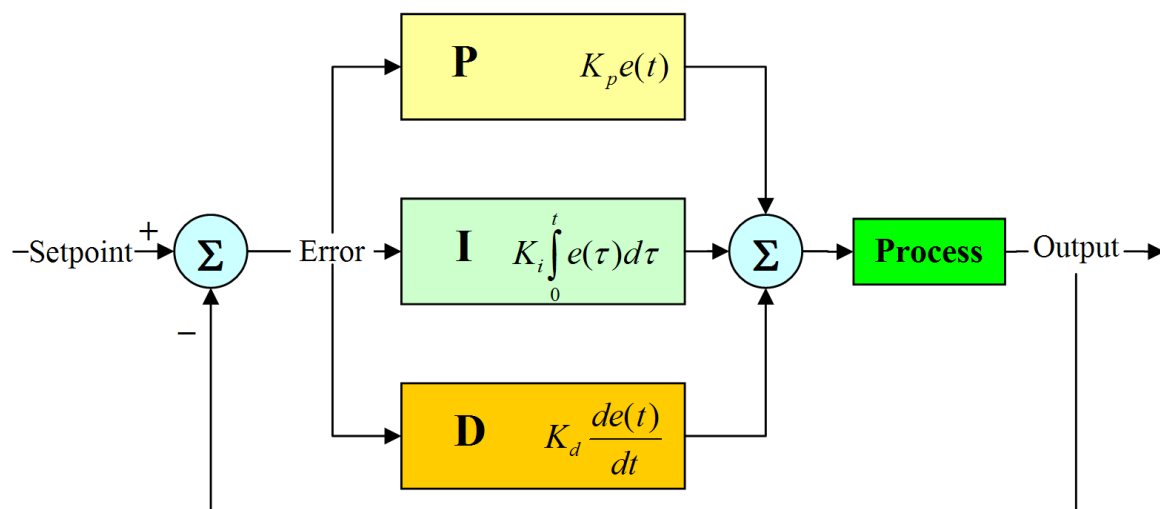 P K_p e(t)
+
–Setpoint
Σ
–
Error
I K_i ∫_0^t e(τ)dτ
D K_d de(t)/dt
Σ
Process
Output